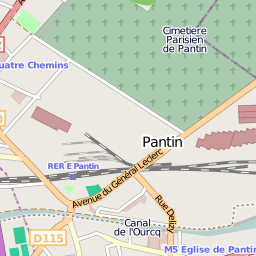 Cimetiere
Parisien
de Pantin
uatre Chemins
Pantin
RER E Pantin
Avenue du Général Leclerc
Rue Delizy
Canal
de l'Ourcq
D115
M5 Église de Pantin